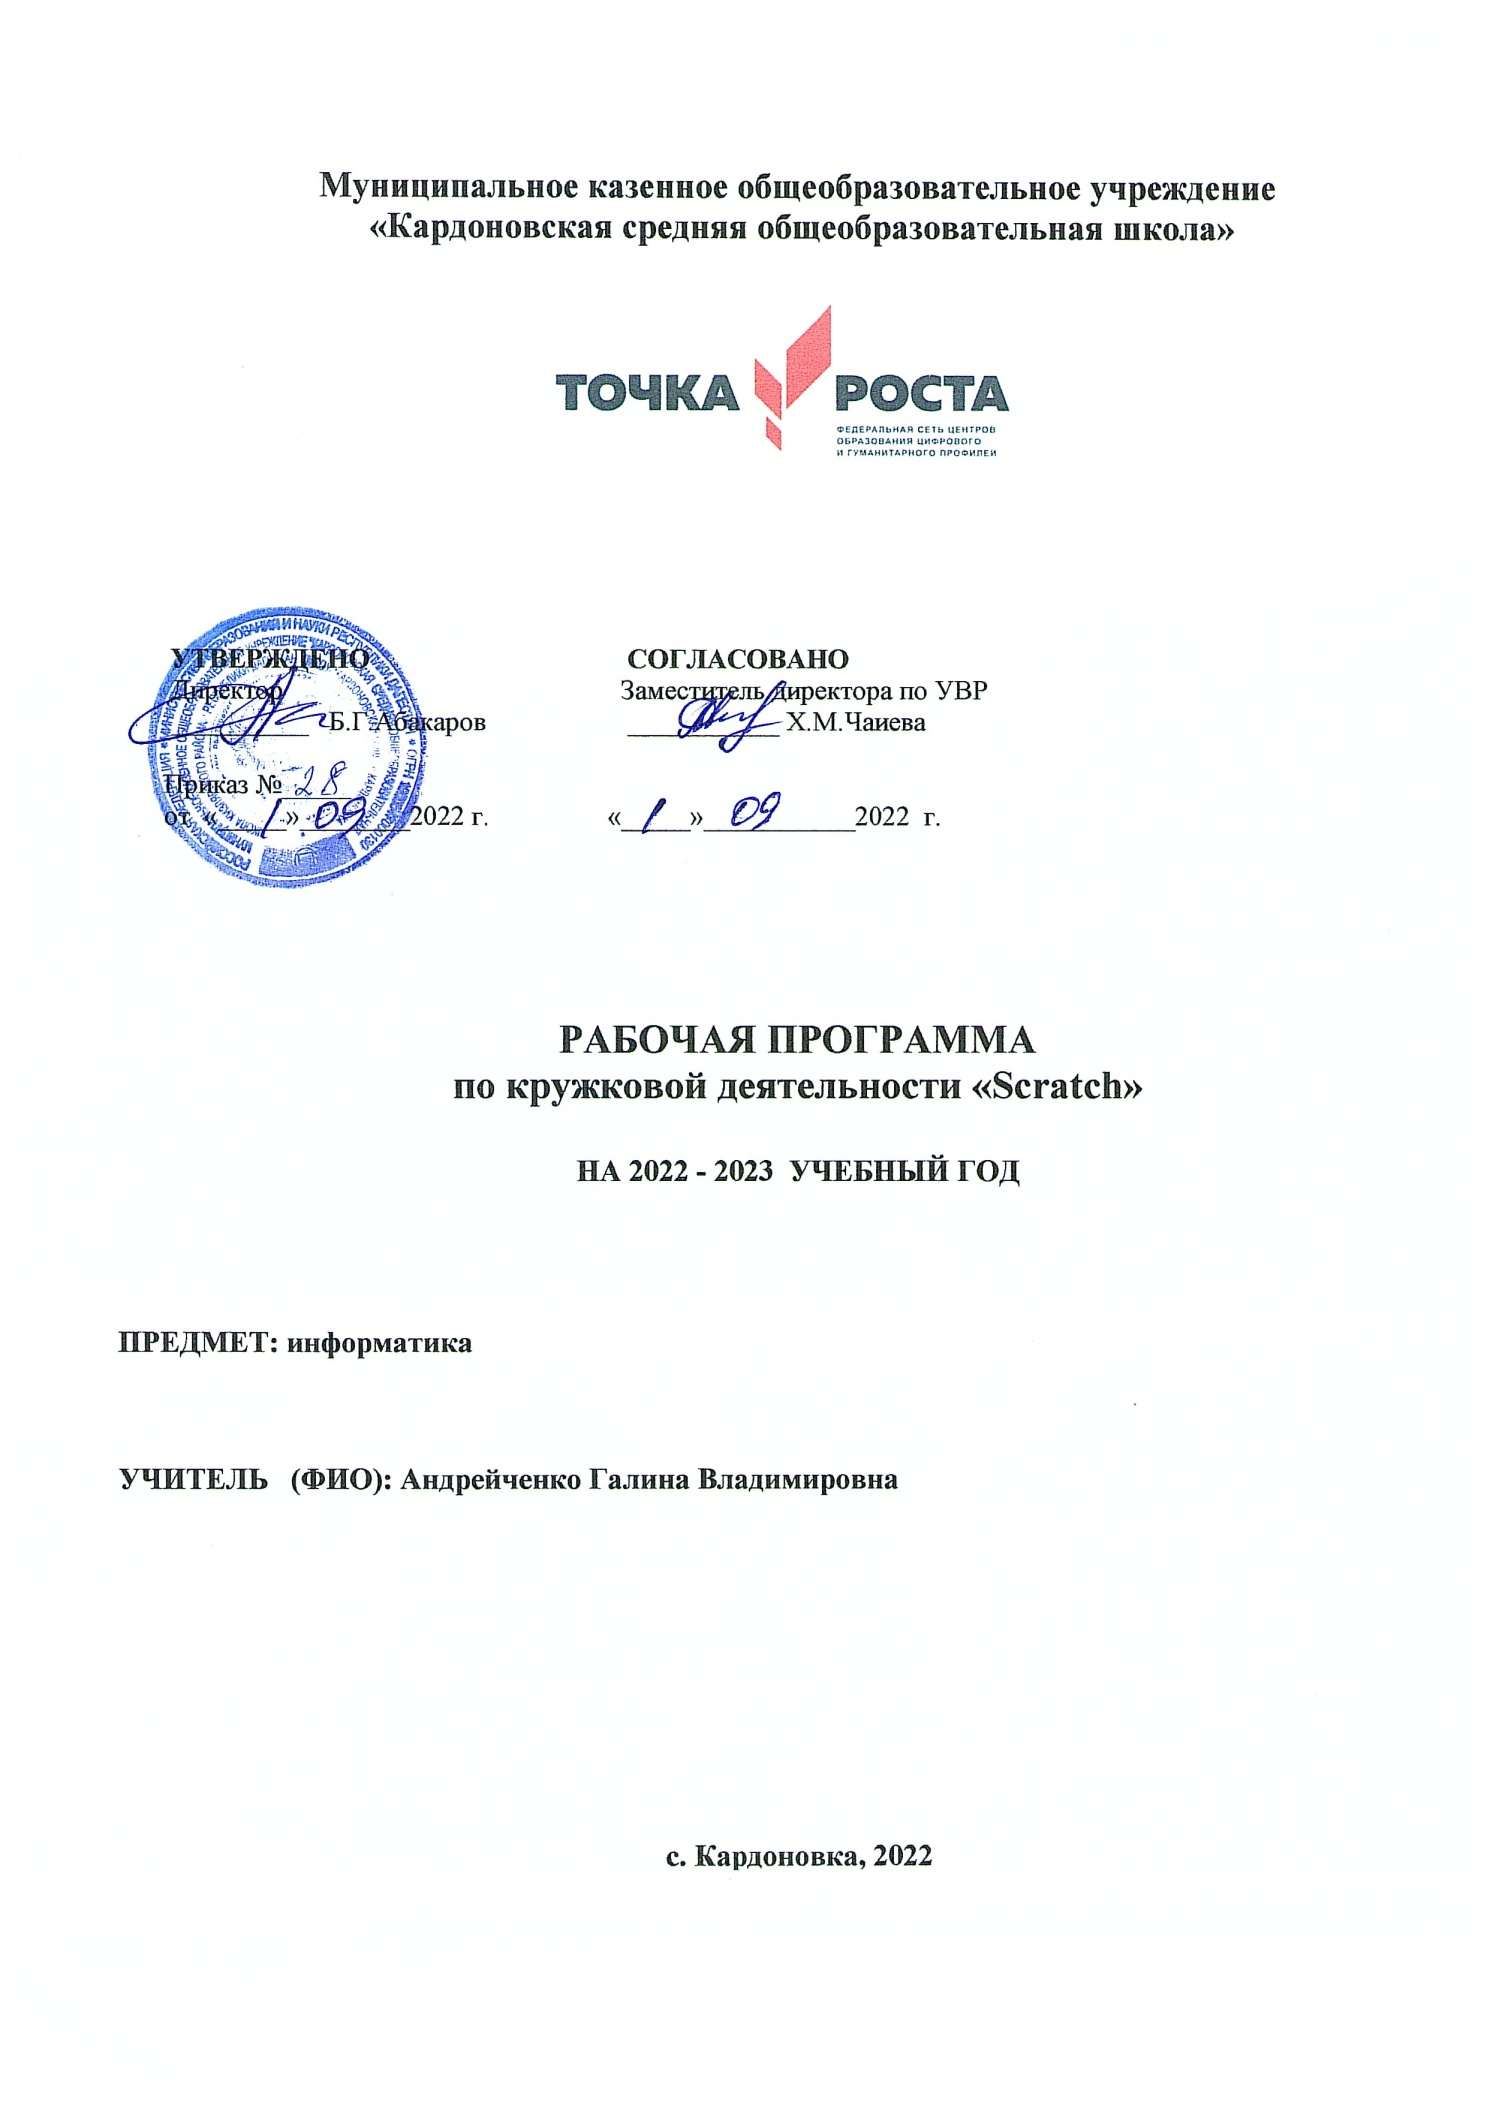 Муниципальное казенное общеобразовательное учреждение
«Кардоновская средняя общеобразовательная школа»
ТОЧКА РОСТА
ФЕДЕРАЛЬНАЯ СЕТЬ ЦЕНТРОВ
ОБРАЗОВАНИЯ ЦИФРОВОГО
И ГУМАНИТАРНОГО ПРОФИЛЕЙ
УТВЕРЖДЕНО
Директор
Б.Г Абакаров
Приказ № 28
от «1» 09 2022 г.
СОГЛАСОВАНО
Заместитель директора по УВР
Х.М.Чаиева
«1» 09 2022 г.
РАБОЧАЯ ПРОГРАММА
по кружковой деятельности «Scratch»
НА 2022 - 2023 УЧЕБНЫЙ ГОД
ПРЕДМЕТ: информатика
УЧИТЕЛЬ (ФИО): Андрейченко Галина Владимировна
с. Кардоновка, 2022